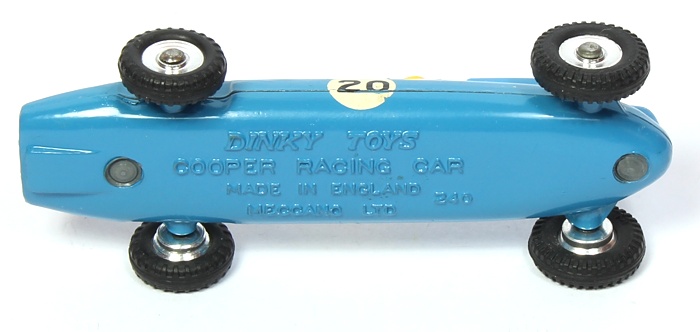 20
DINKY TOYS
COOPER RACING CAR
MADE IN ENGLAND 240
MECCANO LTD